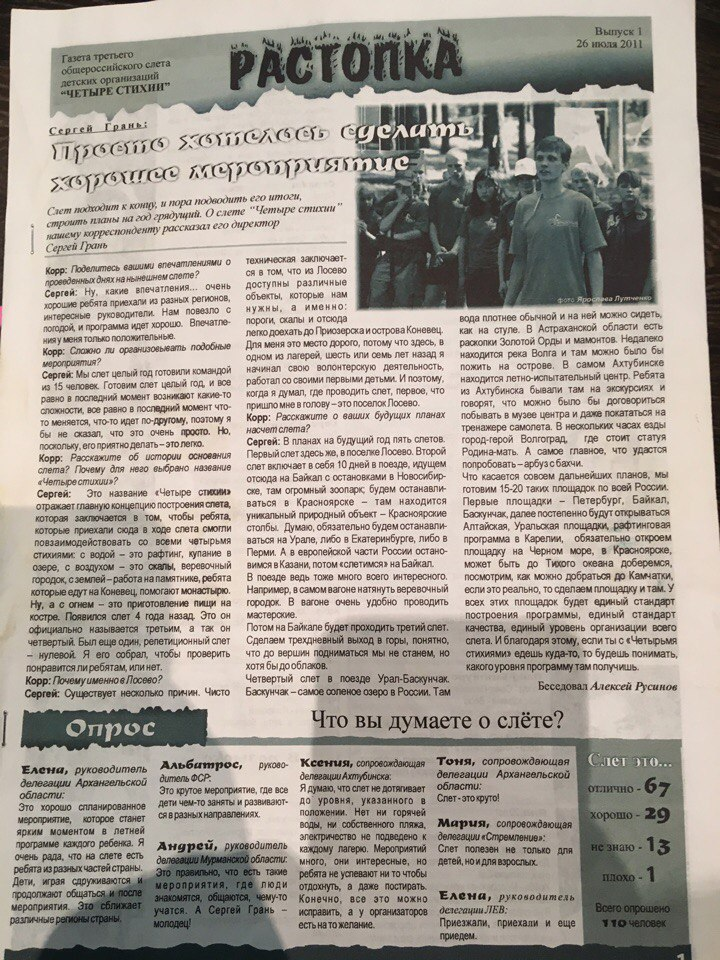 Газета третьего
общероссийского слета
детских организаций
"ЧЕТЫРЕ СТИХИИ"
РАСТОПКА
Выпуск 1
26 июля 2011
Сергей Грань:
Просто хотелось сделать
хорошее мероприятие
Слет подходит к концу, и пора подводить его итоги,
строить планы на год грядущий. О слете "Четыре стихии"
нашему корреспонденту рассказал его директор
Сергей Грань
фото Ярослава Лутченко
Корр: Поделитесь вашими впечатлениями о
проведенных днях на нынешнем слете?
Сергей: Ну, какие впечатления... очень
хорошие ребята приехали из разных регионов,
интересные руководители. Нам повезло с
погодой, и программа идет хорошо. Впечатле-
ния у меня только положительные.
Корр: Сложно ли организовывать подобные
мероприятия?
Сергей: Мы слет целый год готовили командой
из 15 человек. Готовим слет целый год, и все
равно в последний момент возникают какие-то
сложности, все равно в последний момент что-
то меняется, что-то идет по-другому, поэтому я
бы не сказал, что это очень просто. Но,
поскольку, его приятно делать – это легко.
Корр: Расскажите об истории основания
слета? Почему для него выбрано название
«Четыре стихии»?
Сергей: Это название «Четыре стихии»
отражает главную концепцию построения слета,
которая заключается в том, чтобы ребята,
которые приехали сюда в ходе слета смогли
повзаимодействовать со всеми четырьмя
стихиями: с водой – это рафтинг, купание в
озере, с воздухом – это скалы, веревочный
городок, с землей – работа на памятнике, ребята
которые едут на Коневец, помогают монастырю.
Ну, а с огнем – это приготовление пищи на
костре. Появился слет 4 года назад. Это он
официально называется третьим, а так он
четвертый. Был еще один, репетиционный слет
– нулевой. Я его собрал, чтобы проверить
понравится ли ребятам, или нет.
Корр: Почему именно в Лосево?
Сергей: Существует несколько причин. Чисто
техническая заключает-
ся в том, что из Лосево
доступны различные
объекты, которые нам
нужны, а именно:
пороги, скалы и отсюда
легко доехать до Приозерска и острова Коневец.
Для меня это место дорого, потому что здесь, в
одном из лагерей, шесть или семь лет назад я
начинал свою волонтерскую деятельность,
работал со своими первыми детьми. И поэтому,
когда я думал, где проводить слет, первое, что
пришло мне в голову – это поселок Лосево.
Корр: Расскажите о ваших будущих планах
насчет слета?
Сергей: В планах на будущий год пять слетов.
Первый слет здесь же, в поселке Лосево. Второй
слет включает в себя 10 дней в поезде, идущем
отсюда на Байкал с остановками в Новосибир-
ске, там огромный зоопарк; будем останавли-
ваться в Красноярске – там находится
уникальный природный объект – Красноярские
столбы. Думаю, обязательно будем останавли-
ваться на Урале, либо в Екатеринбурге, либо в
Перми. А в европейской части России остано-
вимся в Казани, потом «слетимся» на Байкал.
В поезде ведь тоже много всего интересного.
Например, в самом вагоне натянуть веревочный
городок. В вагоне очень удобно проводить
мастерские.
Потом на Байкале будет проходить третий слет.
Сделаем трехдневный выход в горы, понятно,
что до вершин подниматься мы не станем, но
хотя бы до облаков.
Четвертый слет в поезде Урал-Баскунчак.
Баскунчак – самое соленое озеро в России. Там
вода плотнее обычной и на ней можно сидеть,
как на стуле. В Астраханской области есть
раскопки Золотой Орды и мамонтов. Недалеко
находится река Волга и там можно было бы
пожить на острове. В самом Ахтубинске
находится летно-испытательный центр. Ребята
из Ахтубинска бывали там на экскурсиях и
говорят, что можно было бы договориться
побывать в музее центра и даже покататься на
тренажере самолета. В нескольких часах езды
город-герой Волгоград, где стоит статуя
Родина-мать. А самое главное, что удастся
попробовать – арбуз с бахчи.
Что касается совсем дальнейших планов, мы
готовим 15-20 таких площадок по всей России.
Первые площадки – Петербург, Байкал,
Баскунчак, далее постепенно будут открываться
Алтайская, Уральская площадки, рафтинговая
программа в Карелии, обязательно откроем
площадку на Черном море, в Красноярске,
может быть до Тихого океана доберемся,
посмотрим, как можно добраться до Камчатки,
если это реально, то сделаем площадку и там. У
всех этих площадок будет единый стандарт
построения программы, единый стандарт
качества, единый уровень организации всего
слета. И благодаря этому, если ты с «Четырьмя
стихиями» едешь куда-то, то будешь понимать,
какого уровня программу там получишь.
Беседовал Алексей Русинов
Опрос
Что вы думаете о слёте?
Елена, руководитель
делегации Архангельской
области:
Это хорошо спланированное
мероприятие, которое станет
ярким моментом в летней
программе каждого ребенка. Я
очень рада, что на слете есть
ребята из разных частей страны.
Дети, играя сдруживаются и
продолжают общаться и после
мероприятия. Это сближает
различные регионы страны.
Альбатрос, руково-
дитель ФСР:
Это крутое мероприятие, где все
дети чем-то заняты и развивают-
ся в разных направлениях.
Андрей, руководитель
делегации Мурманской области:
Это правильно, что есть такие
мероприятия, где люди
знакомятся, общаются, чему-то
учатся. А Сергей Грань –
молодец!
Ксения, сопровождающая
делегации Ахтубинска:
Я думаю, что слет не дотягивает
до уровня, указанного в
положении. Нет ни горячей
воды, ни собственного пляжа,
электричество не подведено к
каждому лагерю. Мероприятий
много, они интересные, но
ребята не успевают ни то чтобы
отдохнуть, а даже постирать.
Конечно, все это можно
исправить, а у организаторов
есть на то желание.
Тоня, сопровождающая
делегации Архангельской
области:
Слет - это круто!
Мария, сопровождающая
делегации «Стремление»:
Слет полезен не только для
детей, но и для взрослых.
Елена, руководитель
делегации ЛЕВ:
Приезжали, приехали и еще
приедем.
Слет это...
отлично - 67
хорошо - 29
не знаю - 13
плохо - 1
Всего опрошено
110 человек
1